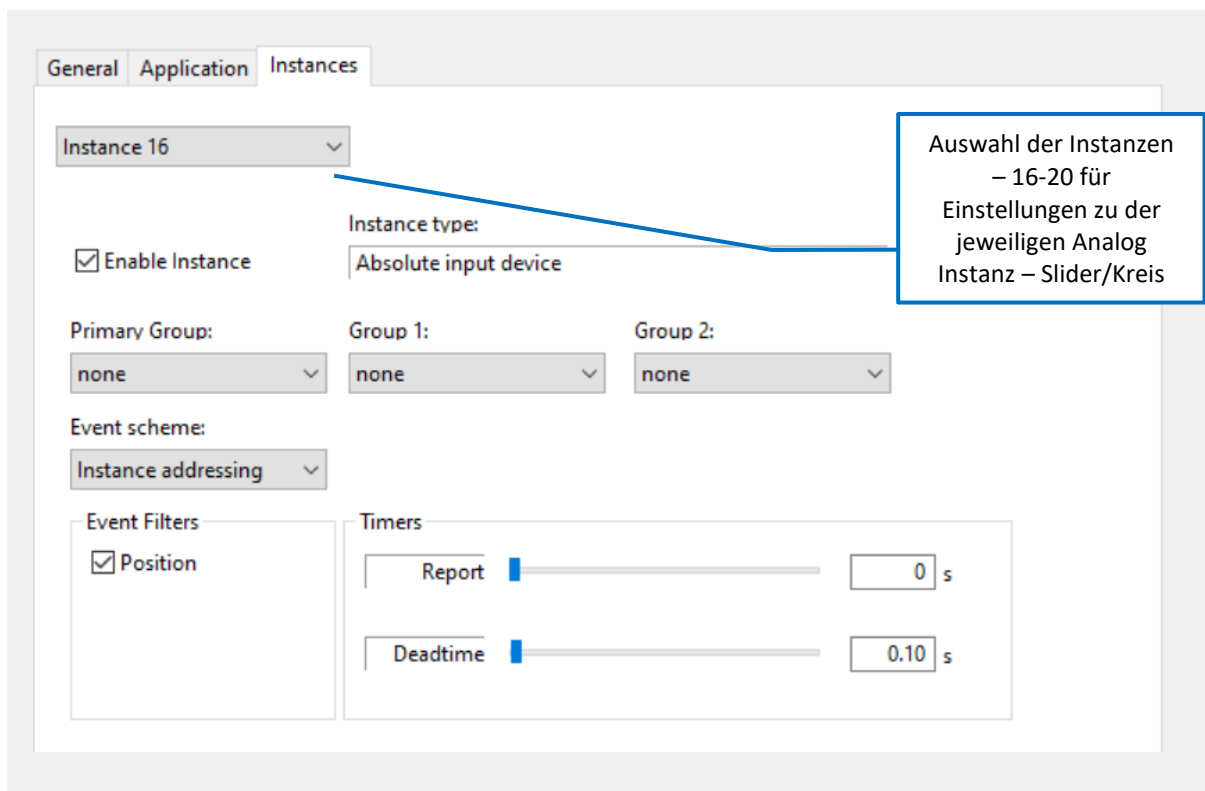 General Application Instances
Instance 16
Auswahl der Instanzen
– 16-20 für
Einstellungen zu der
jeweiligen Analog
Instanz – Slider/Kreis
Instance type:
Enable Instance
Absolute input device
Primary Group: Group 1: Group 2:
none none none
Event scheme:
Instance addressing
Event Filters
Position
Timers
Report 0 s
Deadtime 0.10 s